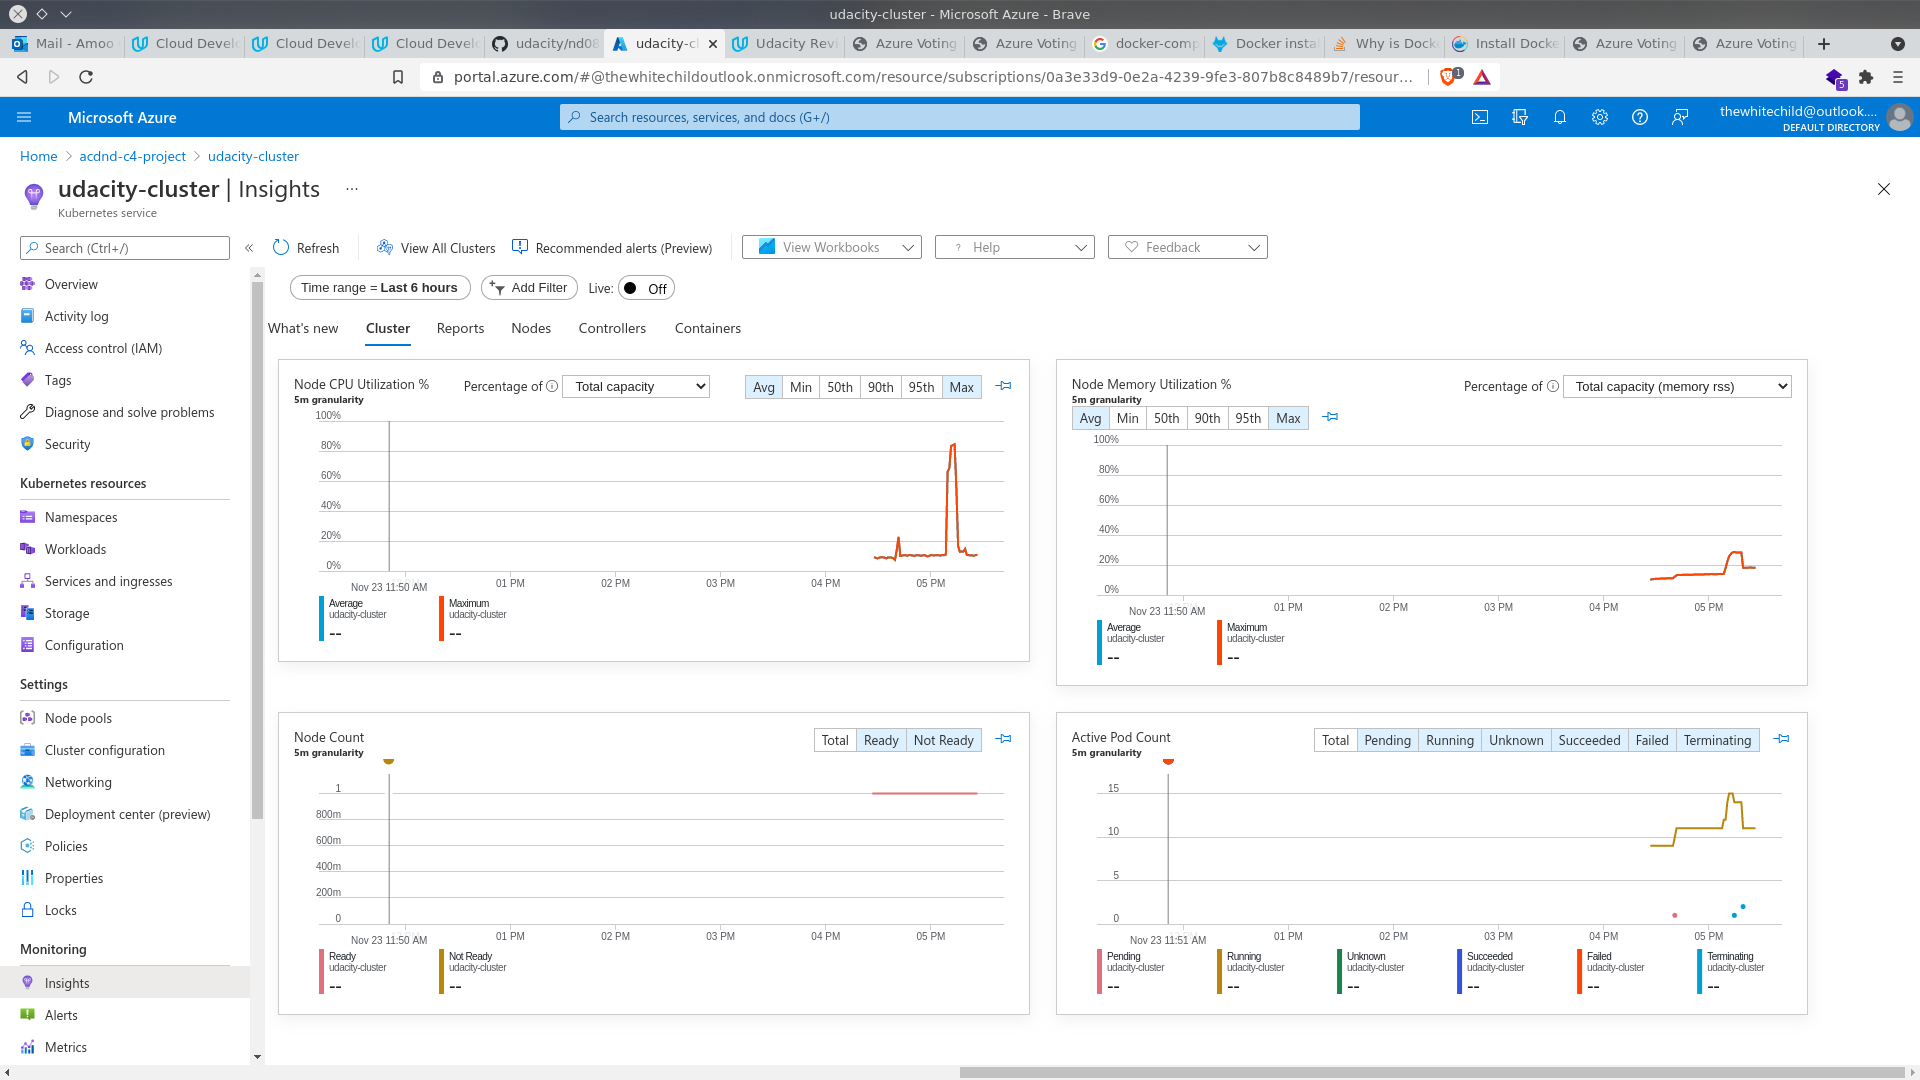 udacity-cluster - Microsoft Azure - Brave
Mail - Amoo
Cloud Develo
Cloud Develo
Cloud Develo
udacity/nd08
udacity-cl
Udacity Revi
Azure Voting
Azure Voting
docker-comp
Docker instal
Why is Docke
Install Docke
Azure Voting
Azure Voting
portal.azure.com/#@thewhitechildoutlook.onmicrosoft.com/resource/subscriptions/0a3e33d9-0e2a-4239-9fe3-807b8c8489b7/resour...
1
5
Microsoft Azure
Search resources, services, and docs (G+/)
thewhitechild@outlook....
DEFAULT DIRECTORY
Home > acdnd-c4-project > udacity-cluster
udacity-cluster | Insights ...
Kubernetes service
Search (Ctrl+/)
«
Refresh
View All Clusters
Recommended alerts (Preview)
View Workbooks
? Help
Feedback
Overview
Activity log
Access control (IAM)
Tags
Diagnose and solve problems
Security
Kubernetes resources
Namespaces
Workloads
Services and ingresses
Storage
Configuration
Settings
Node pools
Cluster configuration
Networking
Deployment center (preview)
Policies
Properties
Locks
Monitoring
Insights
Alerts
Metrics
Time range = Last 6 hours
Add Filter
Live: Off
What's new
Cluster
Reports
Nodes
Controllers
Containers
Node CPU Utilization %
5m granularity
Percentage of
Total capacity
Avg Min 50th 90th 95th Max
100%
80%
60%
40%
20%
0%
Nov 23 11:50 AM
01 PM
02 PM
03 PM
04 PM
05 PM
Average
udacity-cluster
--
Maximum
udacity-cluster
--
Node Memory Utilization %
5m granularity
Percentage of
Total capacity (memory rss)
Avg Min 50th 90th 95th Max
100%
80%
60%
40%
20%
0%
Nov 23 11:50 AM
01 PM
02 PM
03 PM
04 PM
05 PM
Average
udacity-cluster
--
Maximum
udacity-cluster
--
Node Count
5m granularity
Total Ready Not Ready
1
800m
600m
400m
200m
0
Nov 23 11:50 AM
01 PM
02 PM
03 PM
04 PM
05 PM
Ready
udacity-cluster
--
Not Ready
udacity-cluster
--
Active Pod Count
5m granularity
Total Pending Running Unknown Succeeded Failed Terminating
15
10
5
0
Nov 23 11:51 AM
01 PM
02 PM
03 PM
04 PM
05 PM
Pending
udacity-cluster
--
Running
udacity-cluster
--
Unknown
udacity-cluster
--
Succeeded
udacity-cluster
--
Failed
udacity-cluster
--
Terminating
udacity-cluster
--